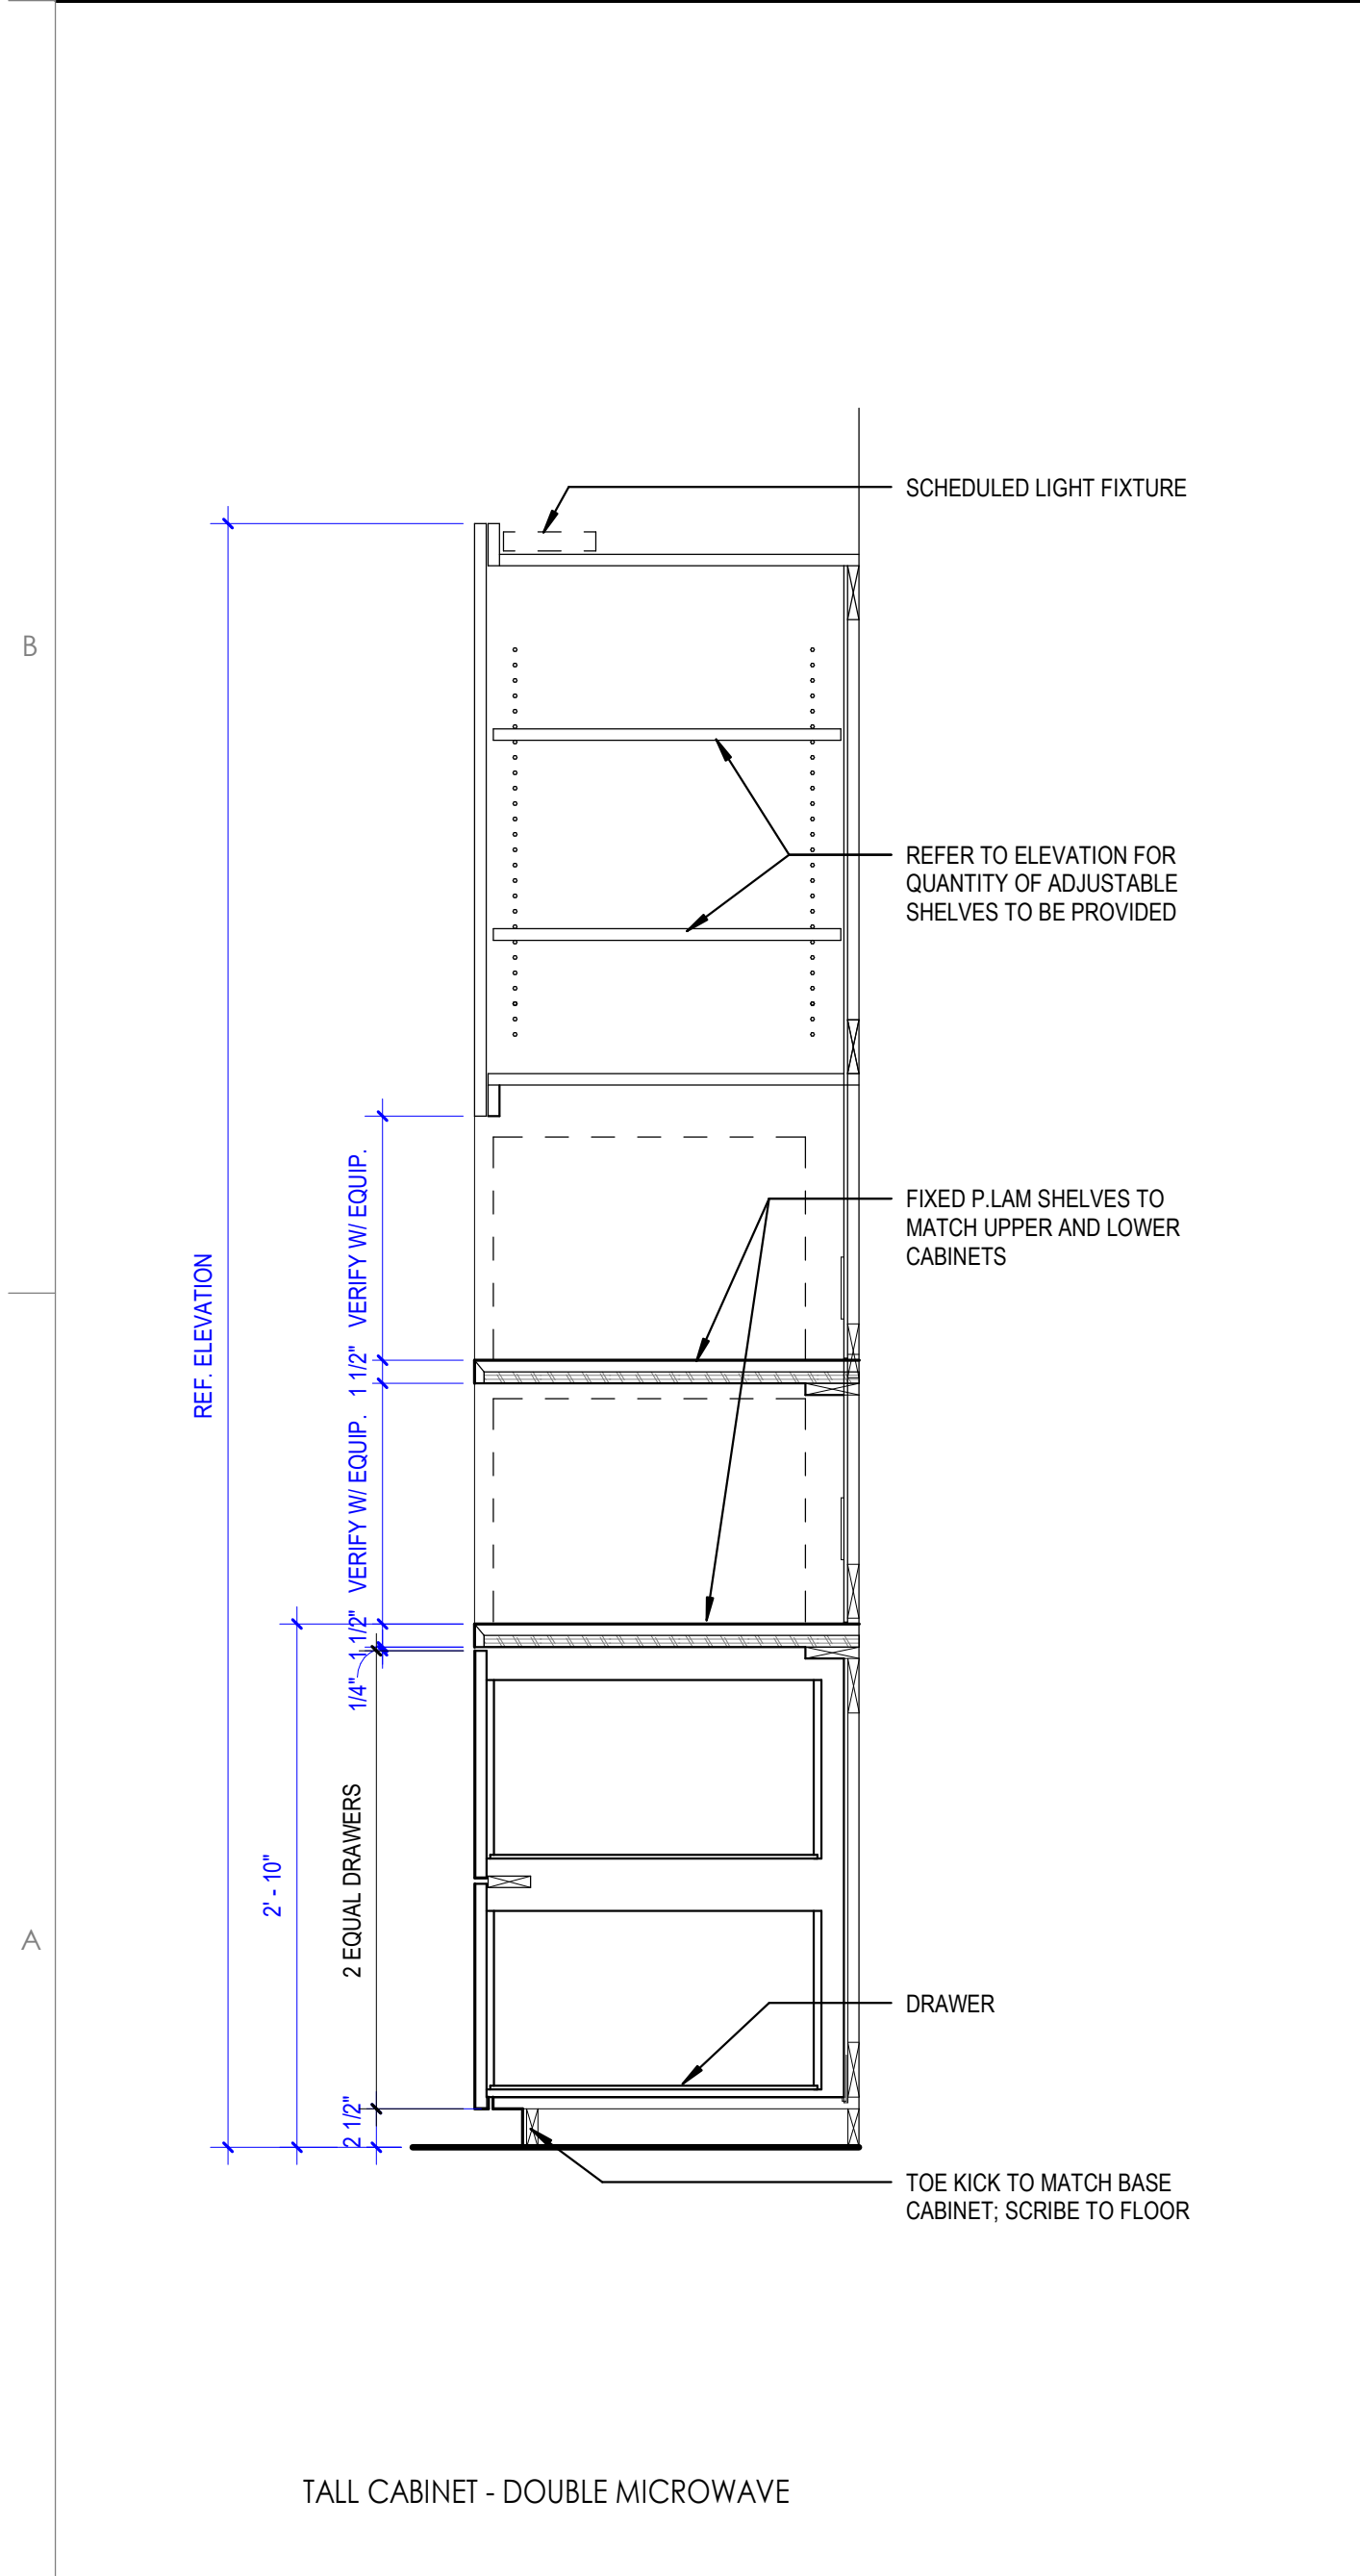 SCHEDULED LIGHT FIXTURE
B
REFER TO ELEVATION FOR
QUANTITY OF ADJUSTABLE
SHELVES TO BE PROVIDED
FIXED P.LAM SHELVES TO
MATCH UPPER AND LOWER
CABINETS
REF. ELEVATION
VERIFY W/ EQUIP.
1 1/2"
VERIFY W/ EQUIP.
1 1/2"
1/4"
2 EQUAL DRAWERS
2' - 10"
A
DRAWER
2 1/2"
TOE KICK TO MATCH BASE
CABINET; SCRIBE TO FLOOR
TALL CABINET - DOUBLE MICROWAVE